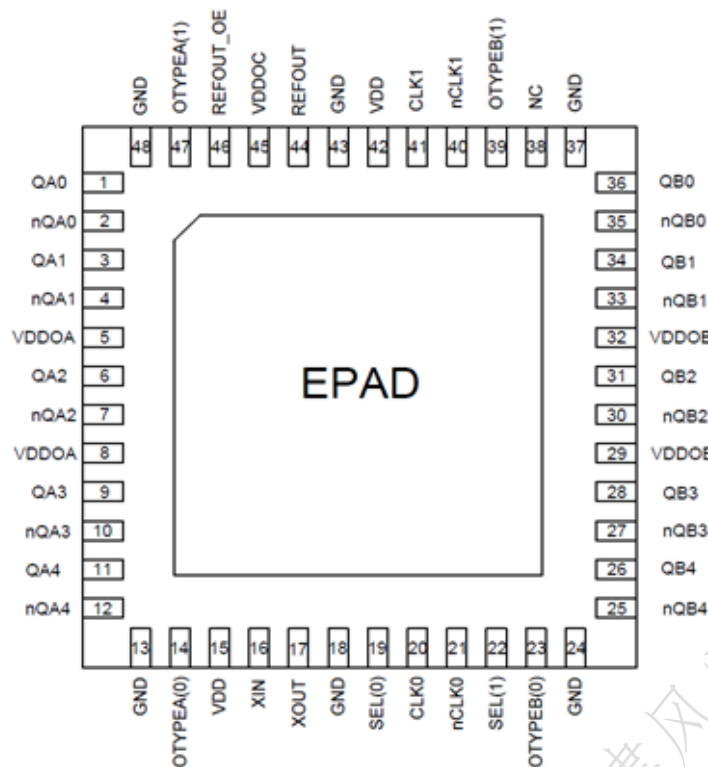 GND OTYPEA(1) REFOUT_OE VDDOC REFOUT GND VDD CLK1 nCLK1 OTYPEB(1) NC GND
48 47 46 45 44 43 42 41 40 39 38 37
QA0 1 36 QB0
nQA0 2 35 nQB0
QA1 3 34 QB1
nQA1 4 33 nQB1
VDDOA 5 32 VDDOB
QA2 6 31 QB2
EPAD
nQA2 7 30 nQB2
VDDOA 8 29 VDDOB
QA3 9 28 QB3
nQA3 10 27 nQB3
QA4 11 26 QB4
nQA4 12 25 nQB4
13 14 15 16 17 18 19 20 21 22 23 24
GND OTYPEA(0) VDD XIN XOUT GND SEL(0) CLK0 nCLK0 SEL(1) OTYPEB(0) GND
风